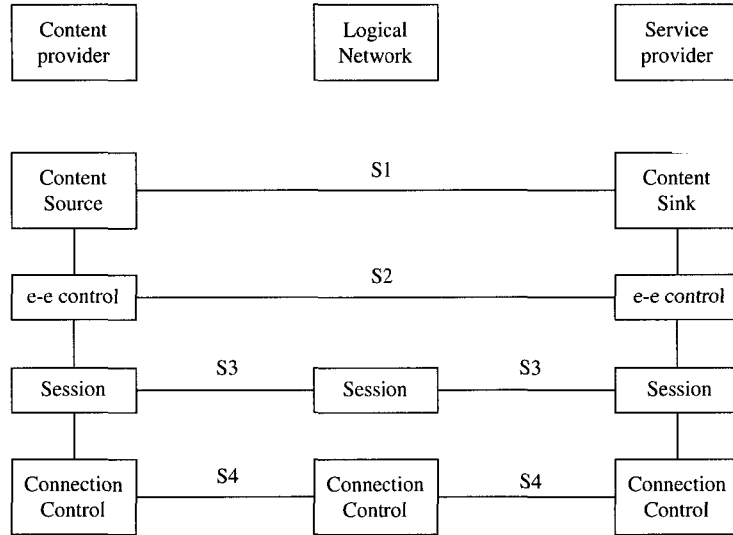 Content
provider
Logical
Network
Service
provider
Content
Source
S1
Content
Sink
e-e control
S2
e-e control
Session
S3
Session
S3
Session
Connection
Control
S4
Connection
Control
S4
Connection
Control